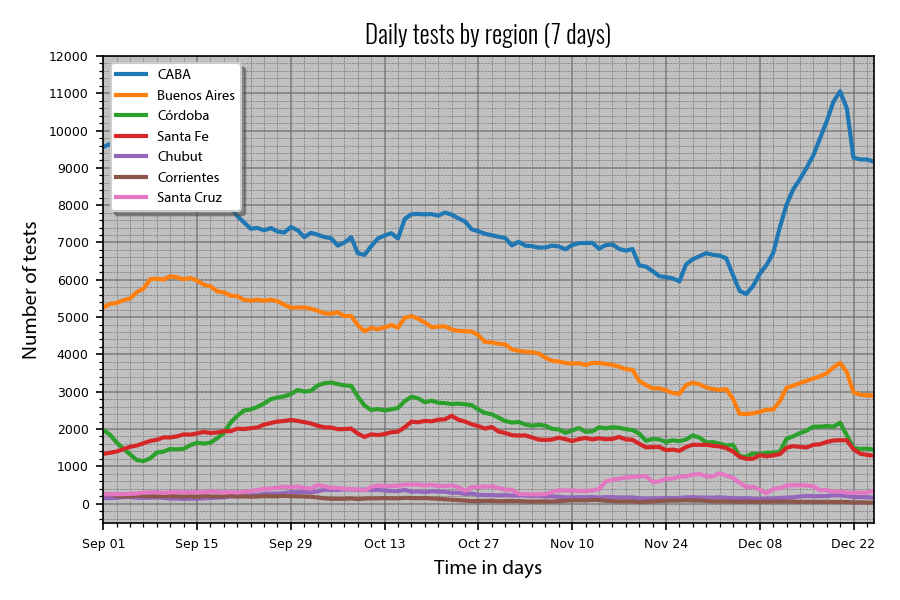 Daily tests by region (7 days)
12000
11000
10000
9000
8000
7000
6000
5000
4000
3000
2000
1000
0
Number of tests
CABA
Buenos Aires
Córdoba
Santa Fe
Chubut
Corrientes
Santa Cruz
Sep 01 Sep 15 Sep 29 Oct 13 Oct 27 Nov 10 Nov 24 Dec 08 Dec 22
Time in days